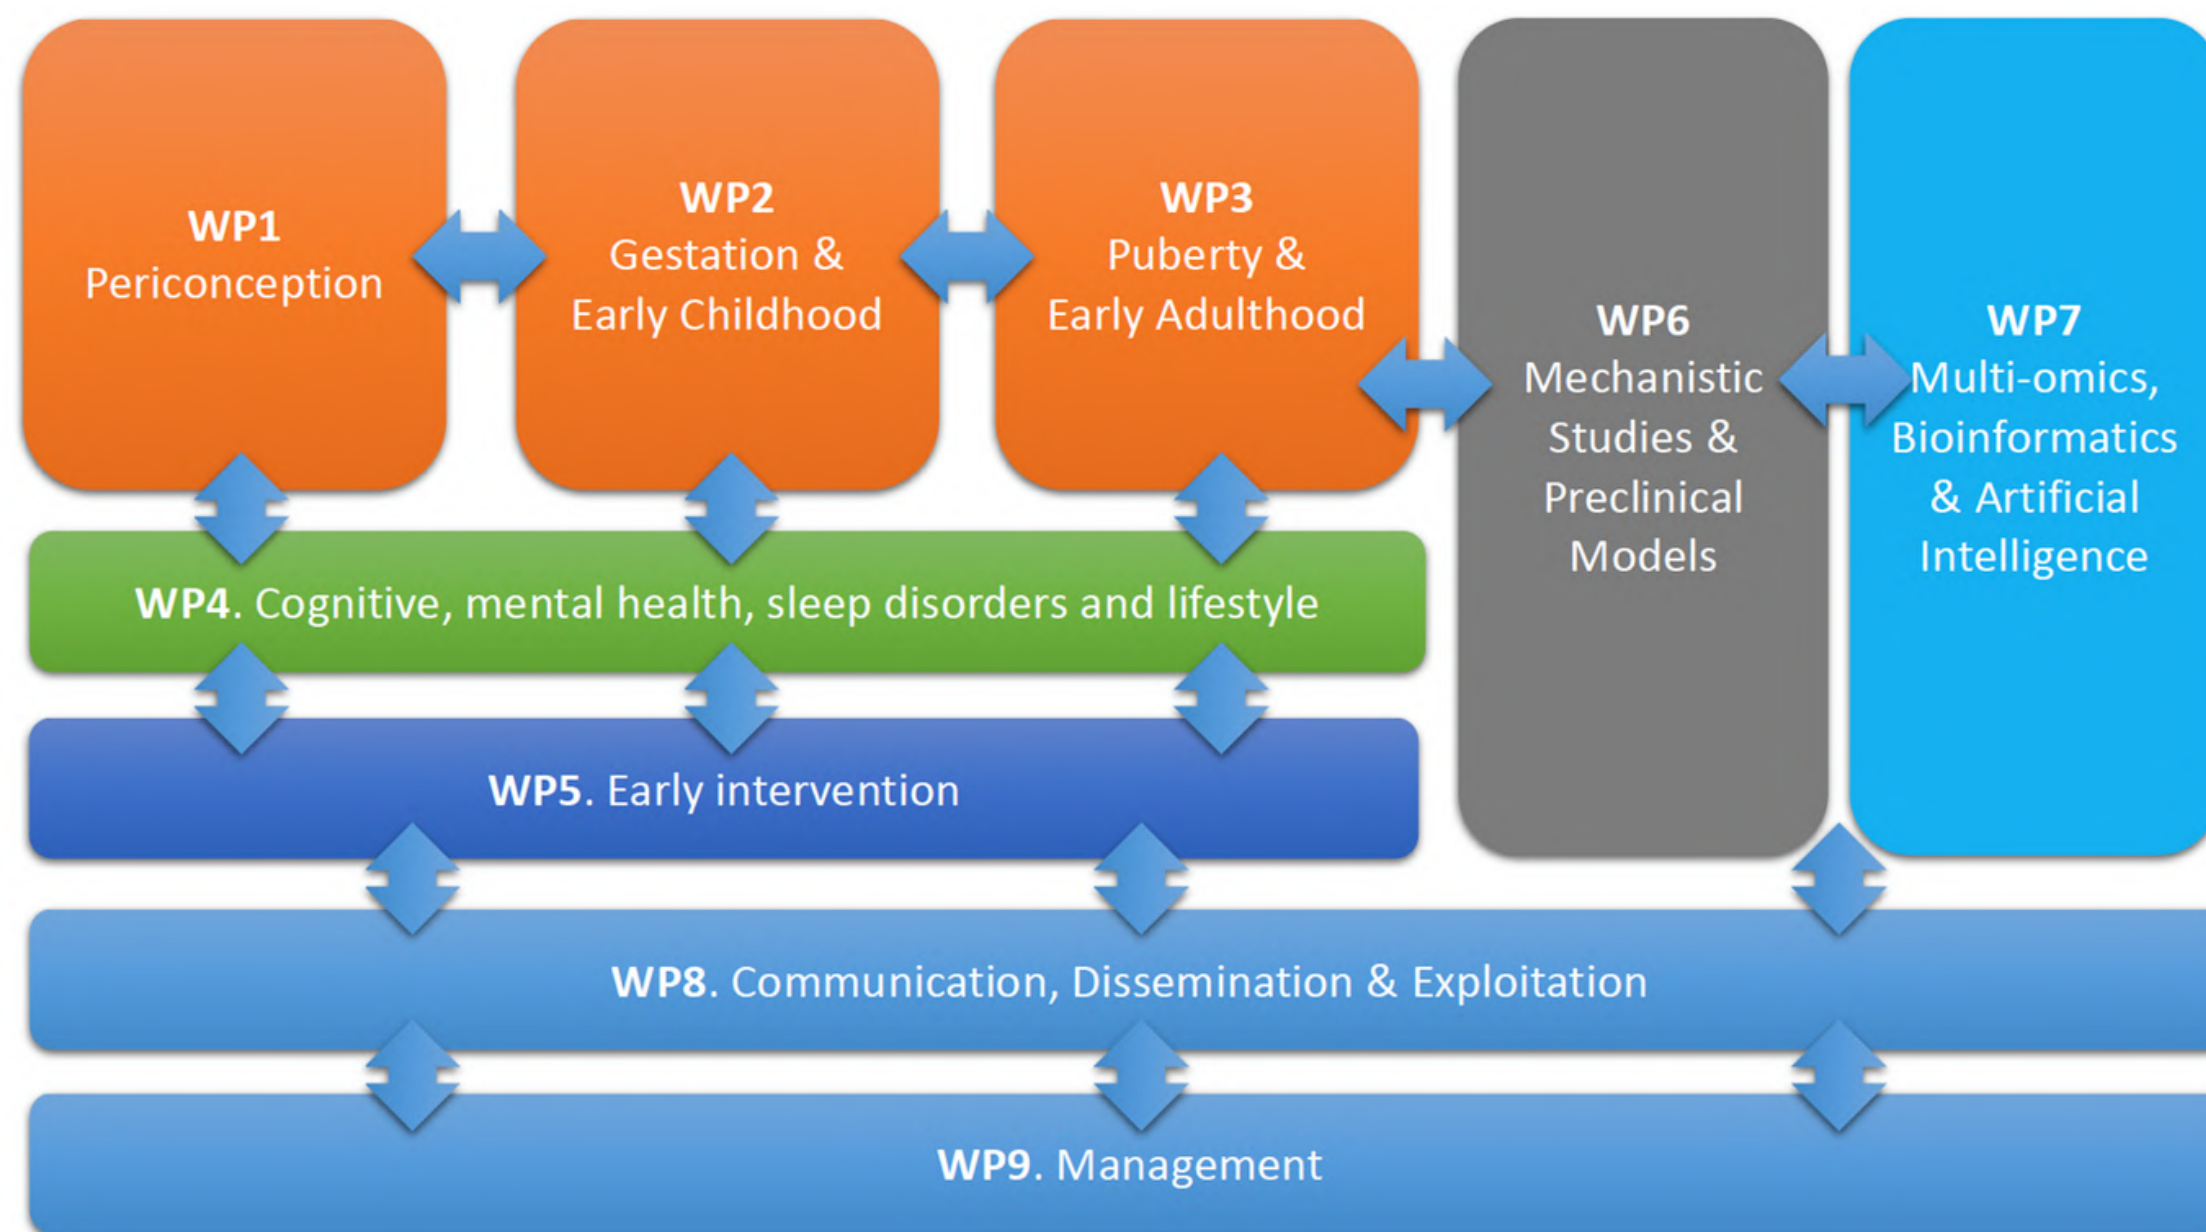 WP1
Periconception
WP2
Gestation &
Early Childhood
WP3
Puberty &
Early Adulthood
WP6
Mechanistic
Studies &
Preclinical
Models
WP7
Multi-omics,
Bioinformatics
& Artificial
Intelligence
WP4. Cognitive, mental health, sleep disorders and lifestyle
WP5. Early intervention
WP8. Communication, Dissemination & Exploitation
WP9. Management